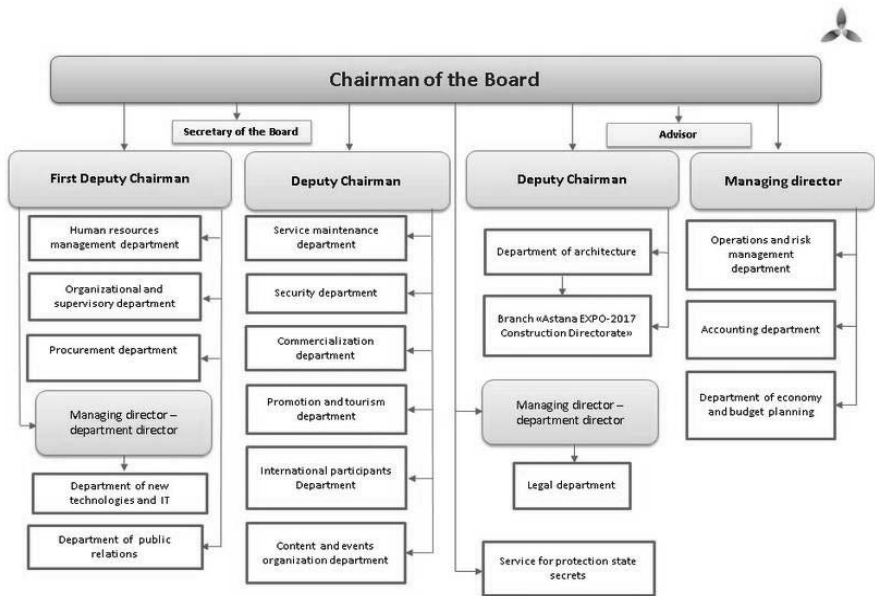 Chairman of the Board
Secretary of the Board
Advisor
First Deputy Chairman
Human resources
management department
Organizational and
supervisory department
Procurement department
Managing director –
department director
Department of new
technologies and IT
Department of public
relations
Deputy Chairman
Service maintenance
department
Security department
Commercialization
department
Promotion and tourism
department
International participants
Department
Content and events
organization department
Deputy Chairman
Department of architecture
Branch «Astana EXPO-2017
Construction Directorate»
Managing director –
department director
Legal department
Service for protection state
secrets
Managing director
Operations and risk
management
department
Accounting department
Department of economy
and budget planning